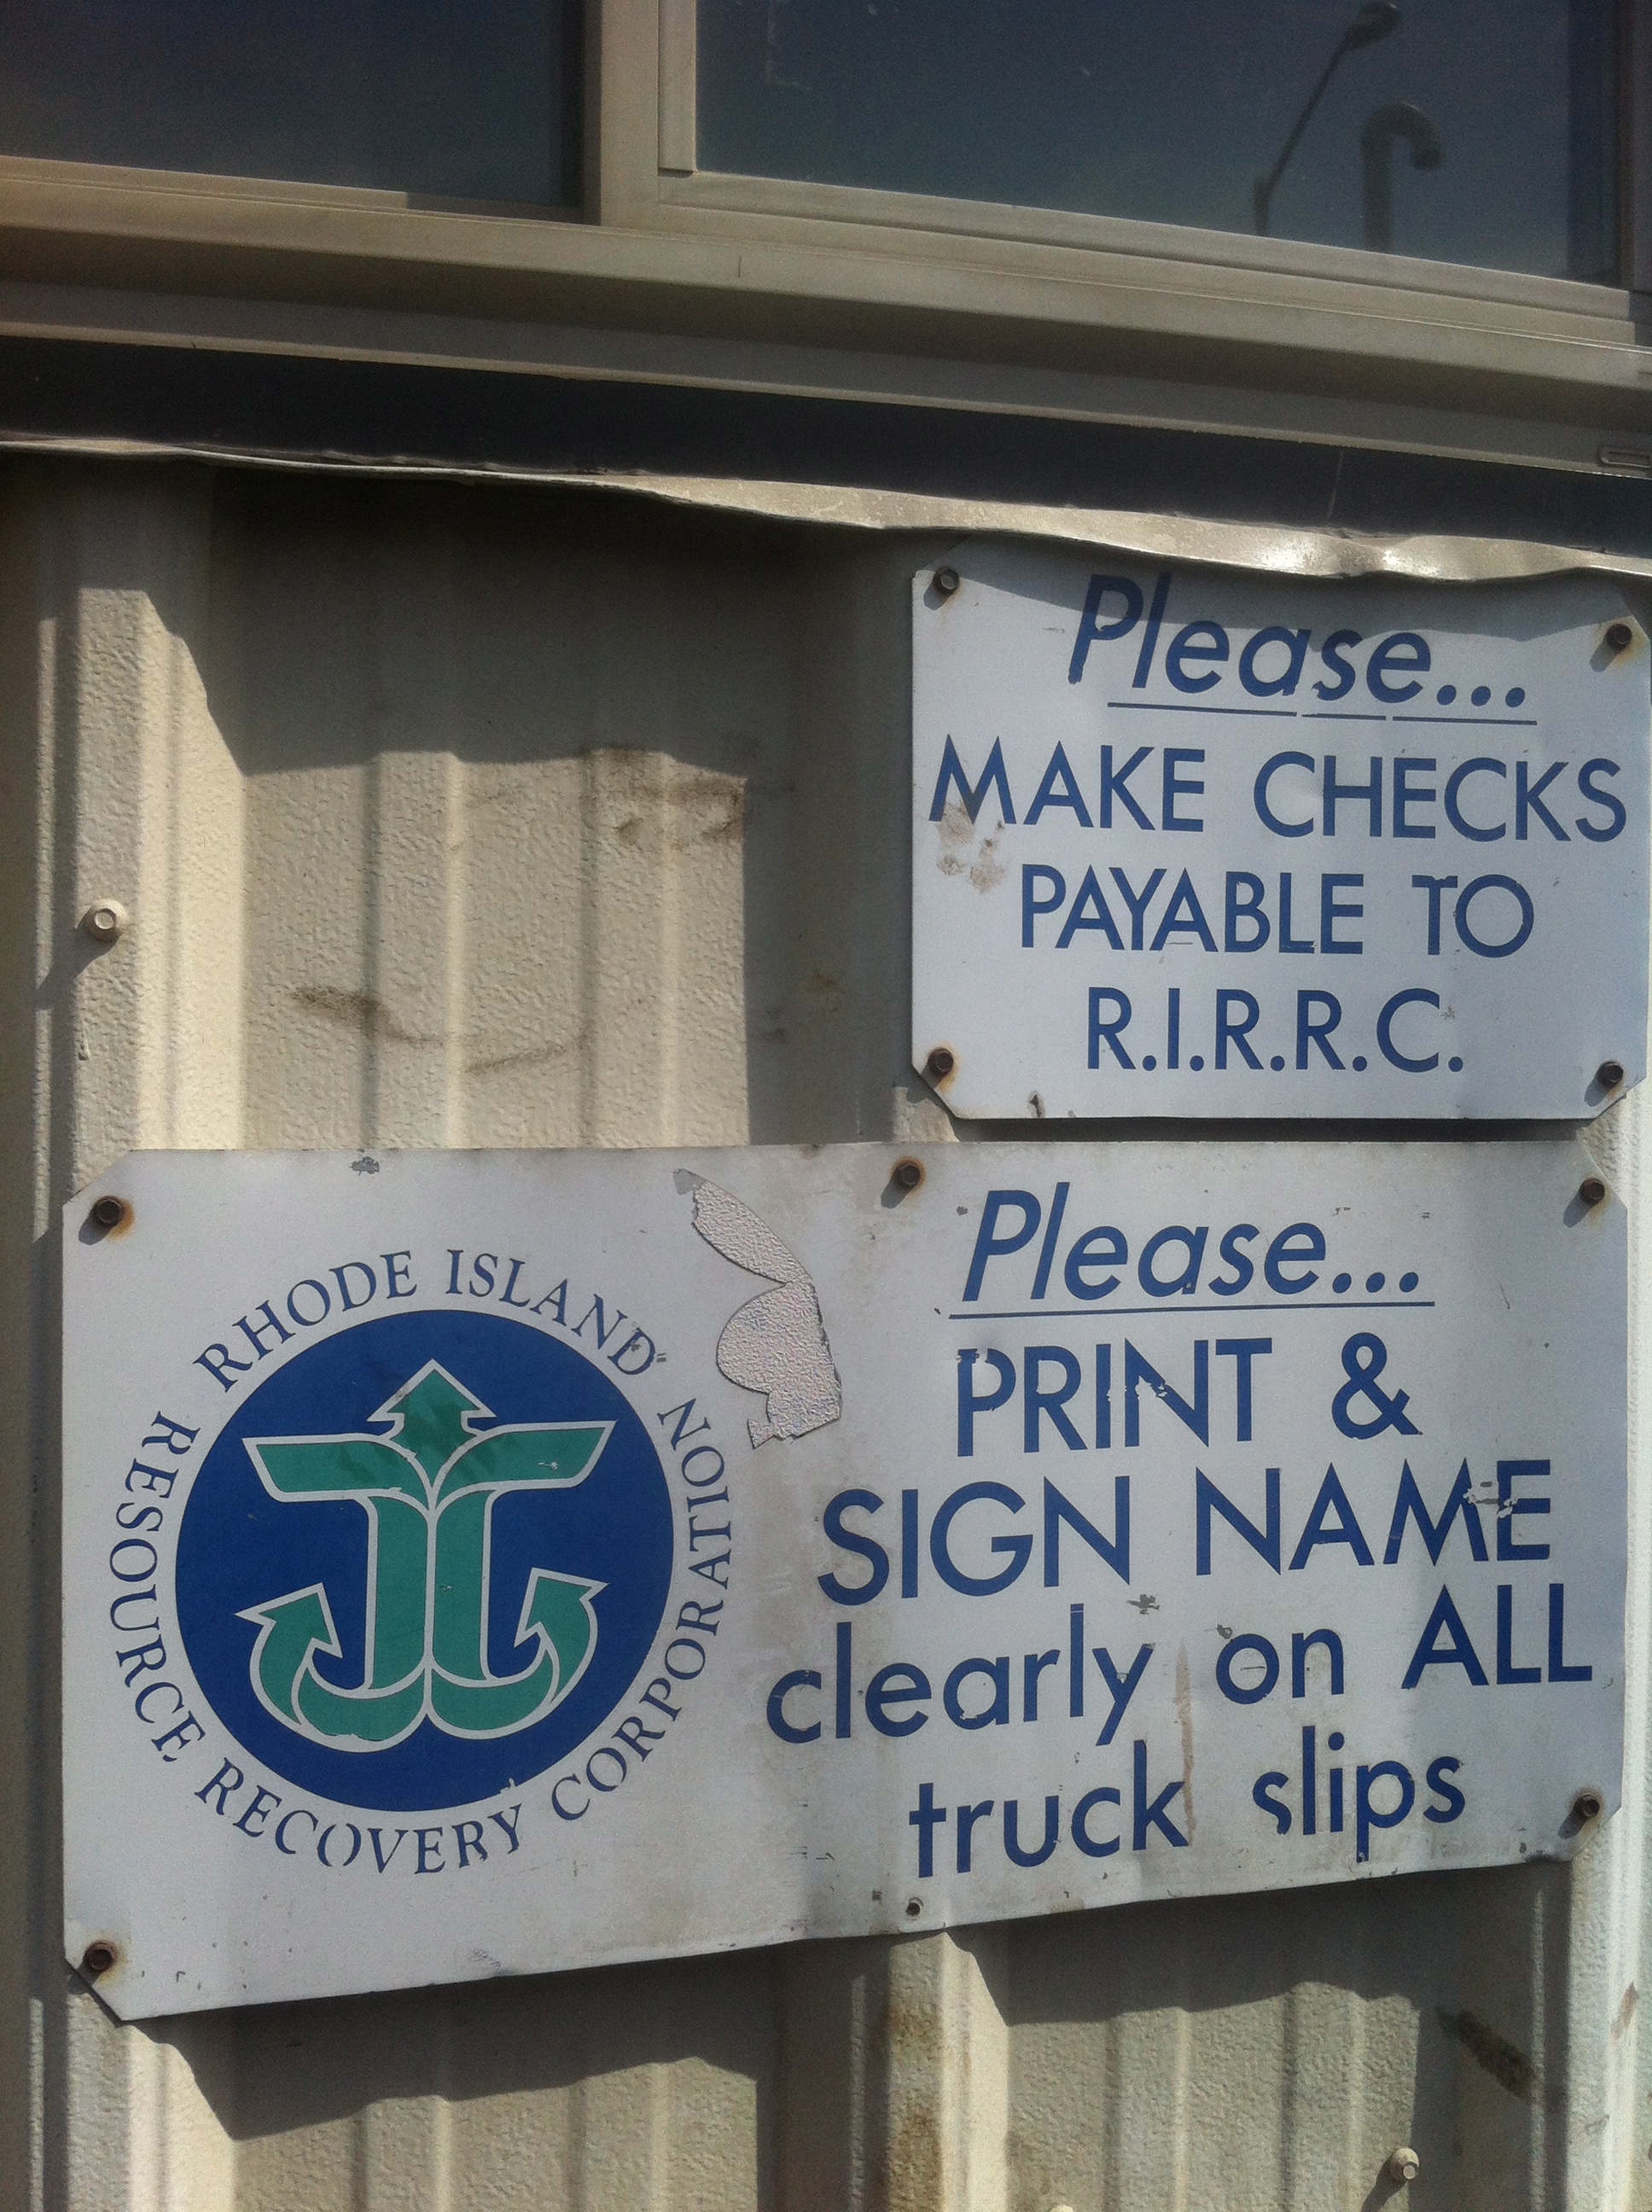 Please...
MAKE CHECKS
PAYABLE TO
R.I.R.R.C.
RHODE ISLAND
RESOURCE RECOVERY CORPORATION
Please...
PRINT &
SIGN NAME
clearly on ALL
truck slips